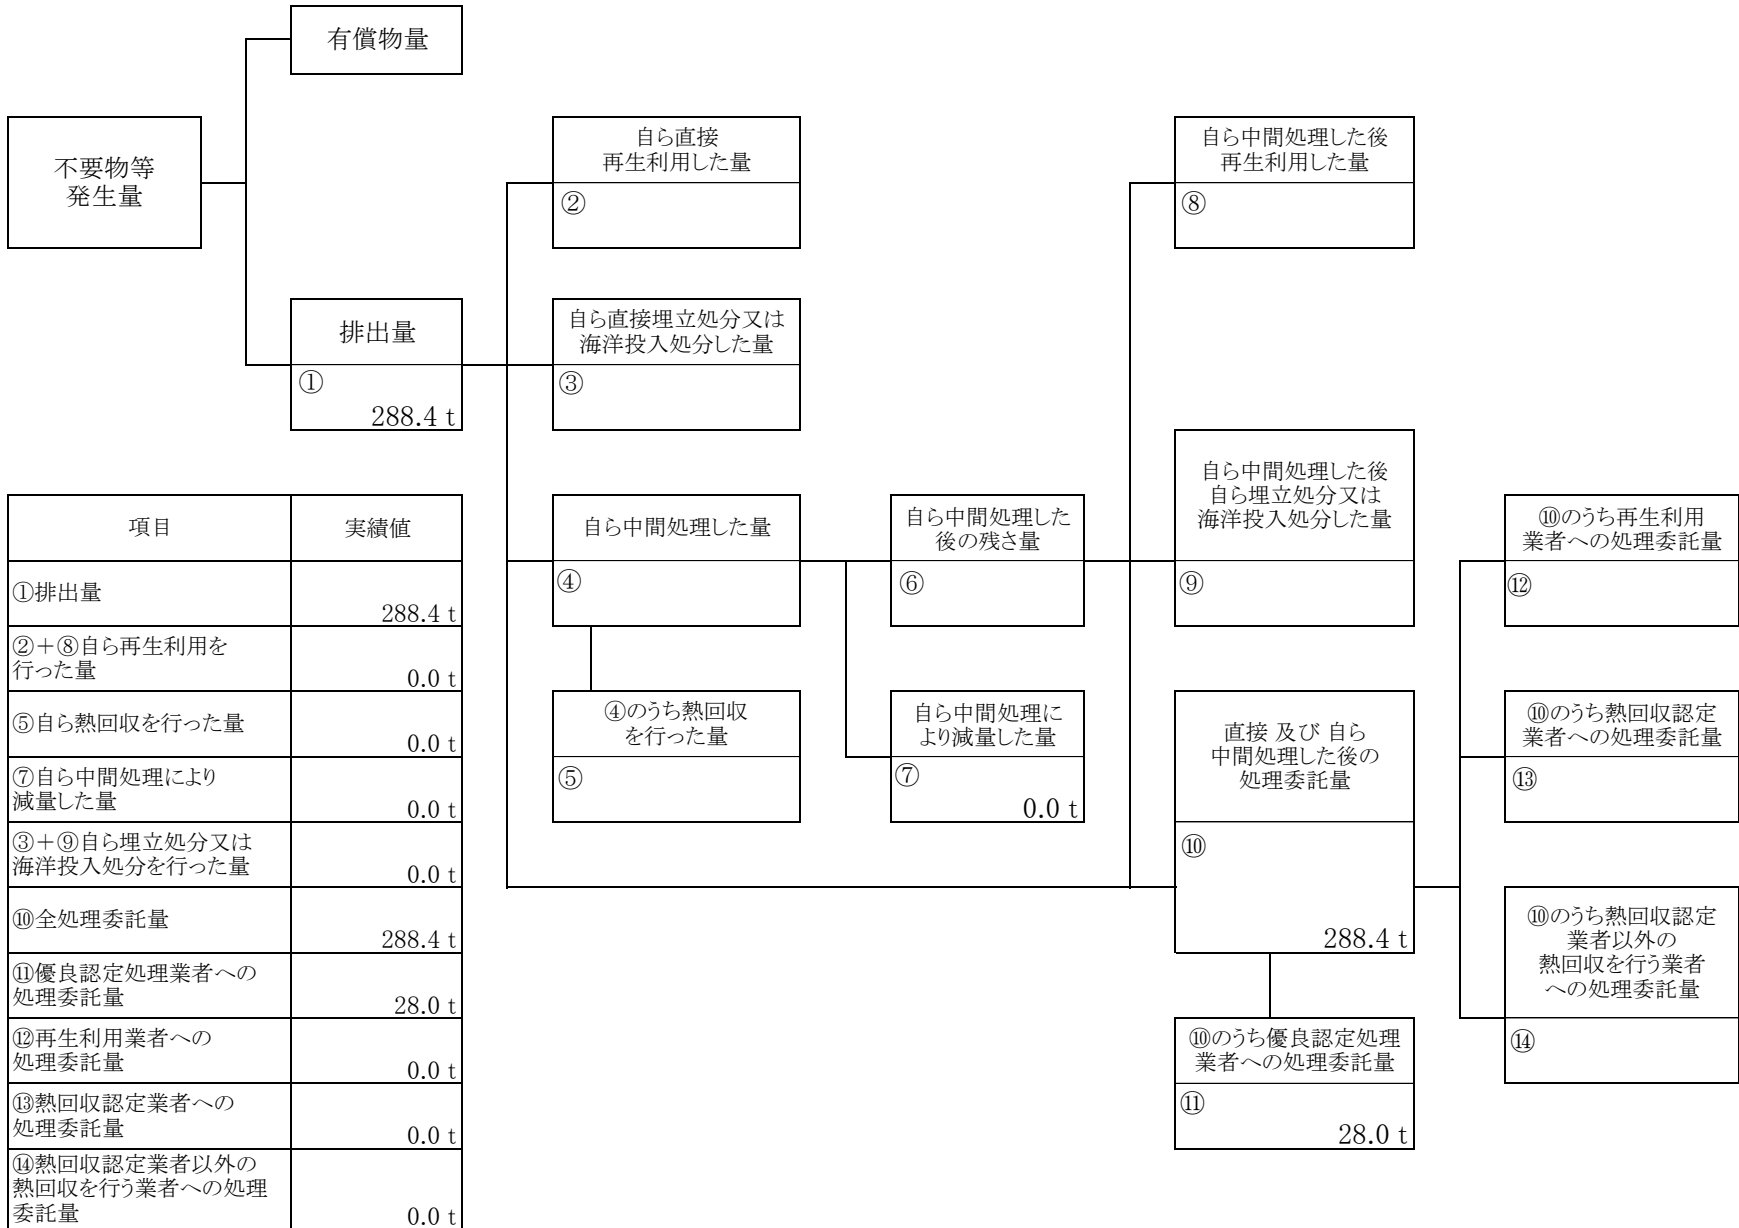 有償物量
不要物等
発生量
自ら直接
再生利用した量
②
自ら中間処理した後
再生利用した量
⑧
排出量
①
288.4 t
自ら直接埋立処分又は
海洋投入処分した量
③
自ら中間処理した量
④
自ら中間処理した
後の残さ量
⑥
自ら中間処理した後
自ら埋立処分又は
海洋投入処分した量
⑨
⑩のうち再生利用
業者への処理委託量
⑫
④のうち熱回収
を行った量
⑤
自ら中間処理に
より減量した量
⑦
0.0 t
直接 及び 自ら
中間処理した後の
処理委託量
⑩
288.4 t
⑩のうち熱回収認定
業者への処理委託量
⑬
⑩のうち熱回収認定
業者以外の
熱回収を行う業者
への処理委託量
⑭
⑩のうち優良認定処理
業者への処理委託量
⑪
28.0 t
項目 実績値
①排出量
288.4 t
②+⑧自ら再生利用を
行った量
0.0 t
⑤自ら熱回収を行った量
0.0 t
⑦自ら中間処理により
減量した量
0.0 t
③+⑨自ら埋立処分又は
海洋投入処分を行った量
0.0 t
⑩全処理委託量
288.4 t
⑪優良認定処理業者への
処理委託量
28.0 t
⑫再生利用業者への
処理委託量
0.0 t
⑬熱回収認定業者への
処理委託量
0.0 t
⑭熱回収認定業者以外の
熱回収を行う業者への処理
委託量
0.0 t